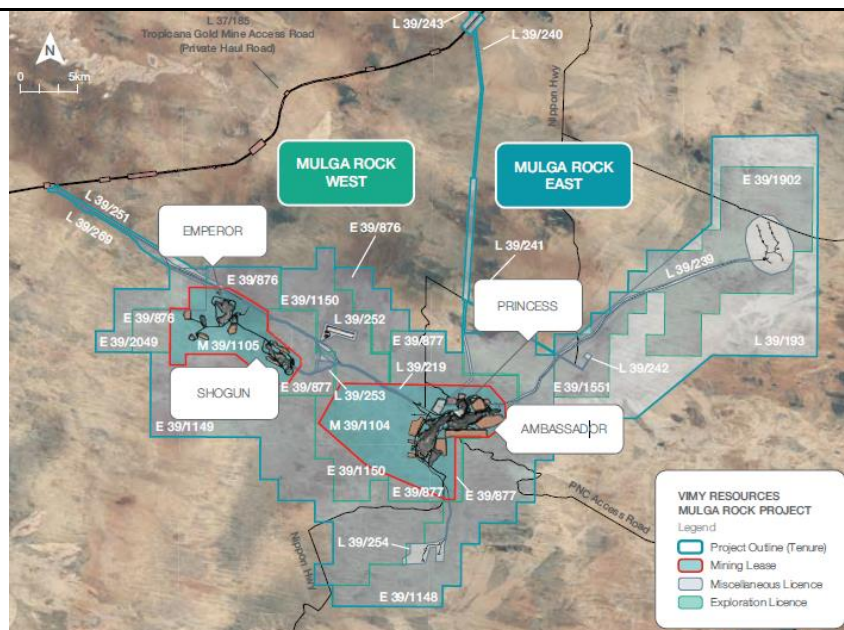 L 37/185
Tropicana Gold Mine Access Road
(Private Haul Road)
L 39/243
L 39/240
N
0 5km
Nippon Hwy
MULGA ROCK
WEST
MULGA ROCK
EAST
E 39/1902
L 39/251
L 39/269
EMPEROR
E 39/876
L 39/241
L 39/239
E 39/876
E 39/1150
PRINCESS
E 39/876
L 39/252
L 39/193
E 39/2049
M 39/1105
E 39/877
L 39/242
SHOGUN
E 39/877
L 39/219
L 39/253
E 39/1551
E 39/1149
M 39/1104
AMBASSADOR
E 39/1150
E 39/877
E 39/877
PNC Access Road
L 39/254
Nippon Hwy
E 39/1148
VIMY RESOURCES
MULGA ROCK PROJECT
Legend
Project Outline (Tenure)
Mining Lease
Miscellaneous Licence
Exploration Licence